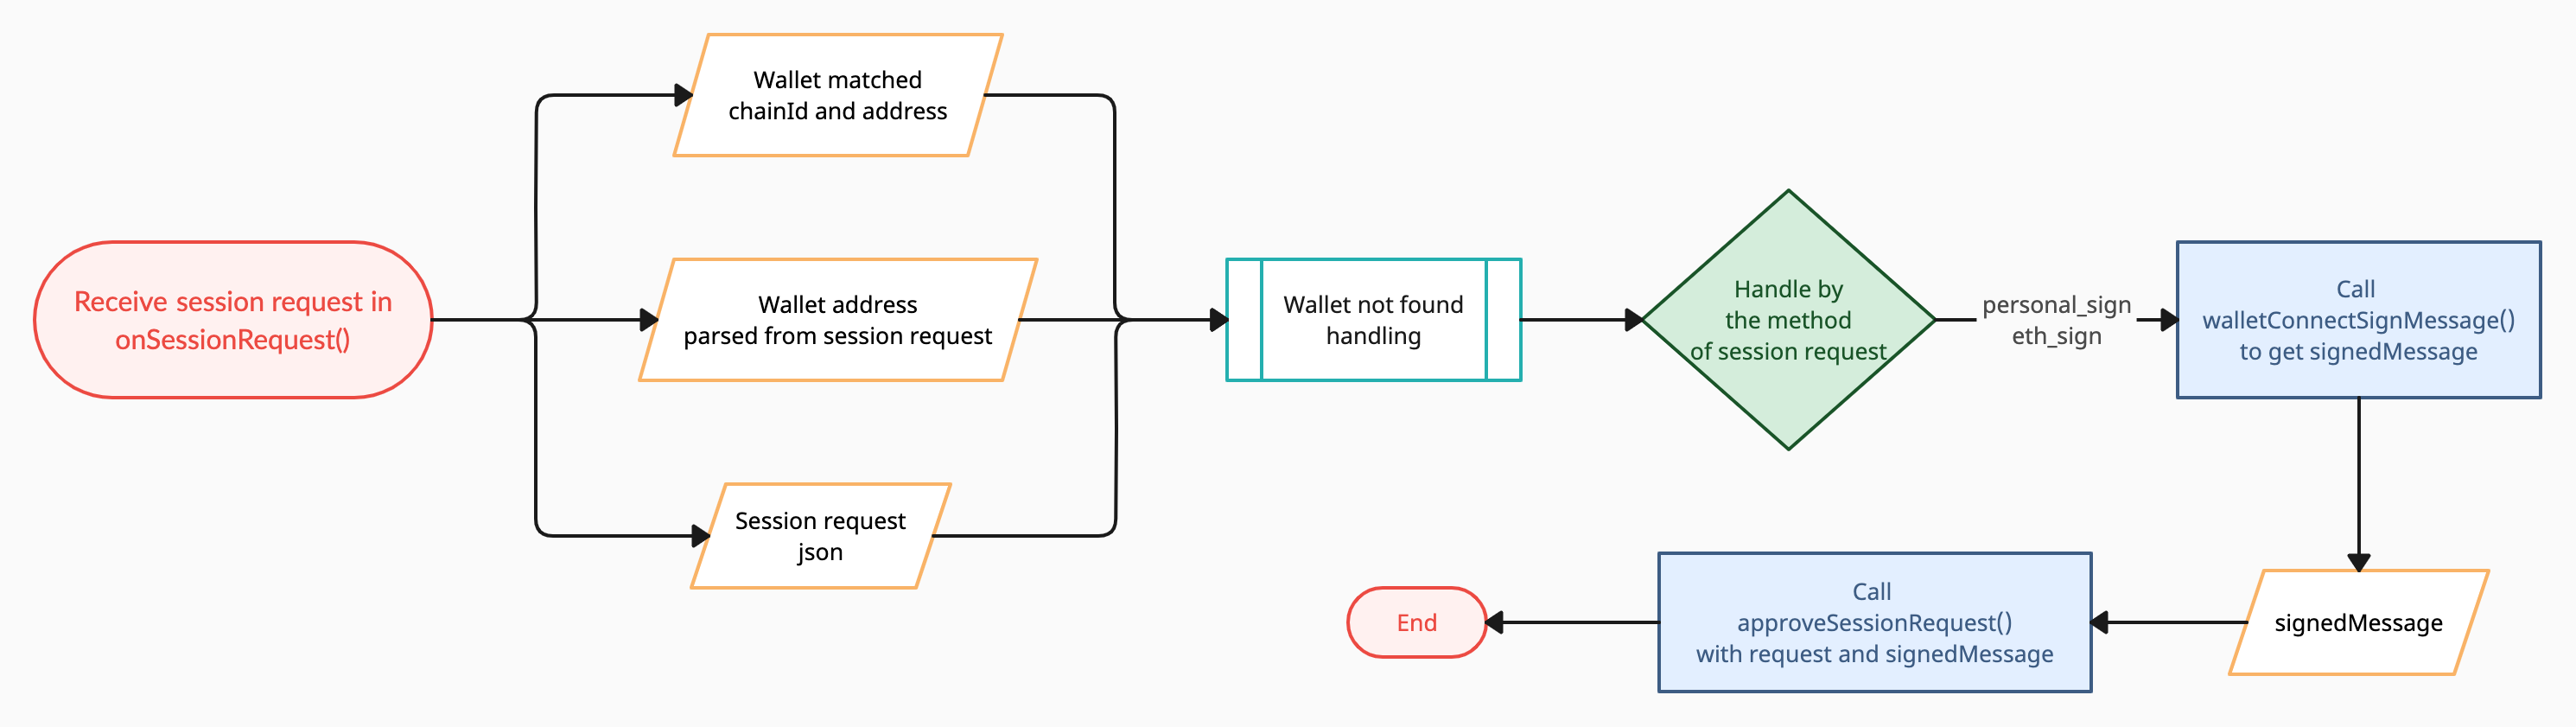 Receive session request in
onSessionRequest()
Wallet matched
chainId and address
Wallet address
parsed from session request
Session request
json
Wallet not found
handling
Handle by
the method
of session request
personal_sign
eth_sign
Call
walletConnectSignMessage()
to get signedMessage
signedMessage
Call
approveSessionRequest()
with request and signedMessage
End